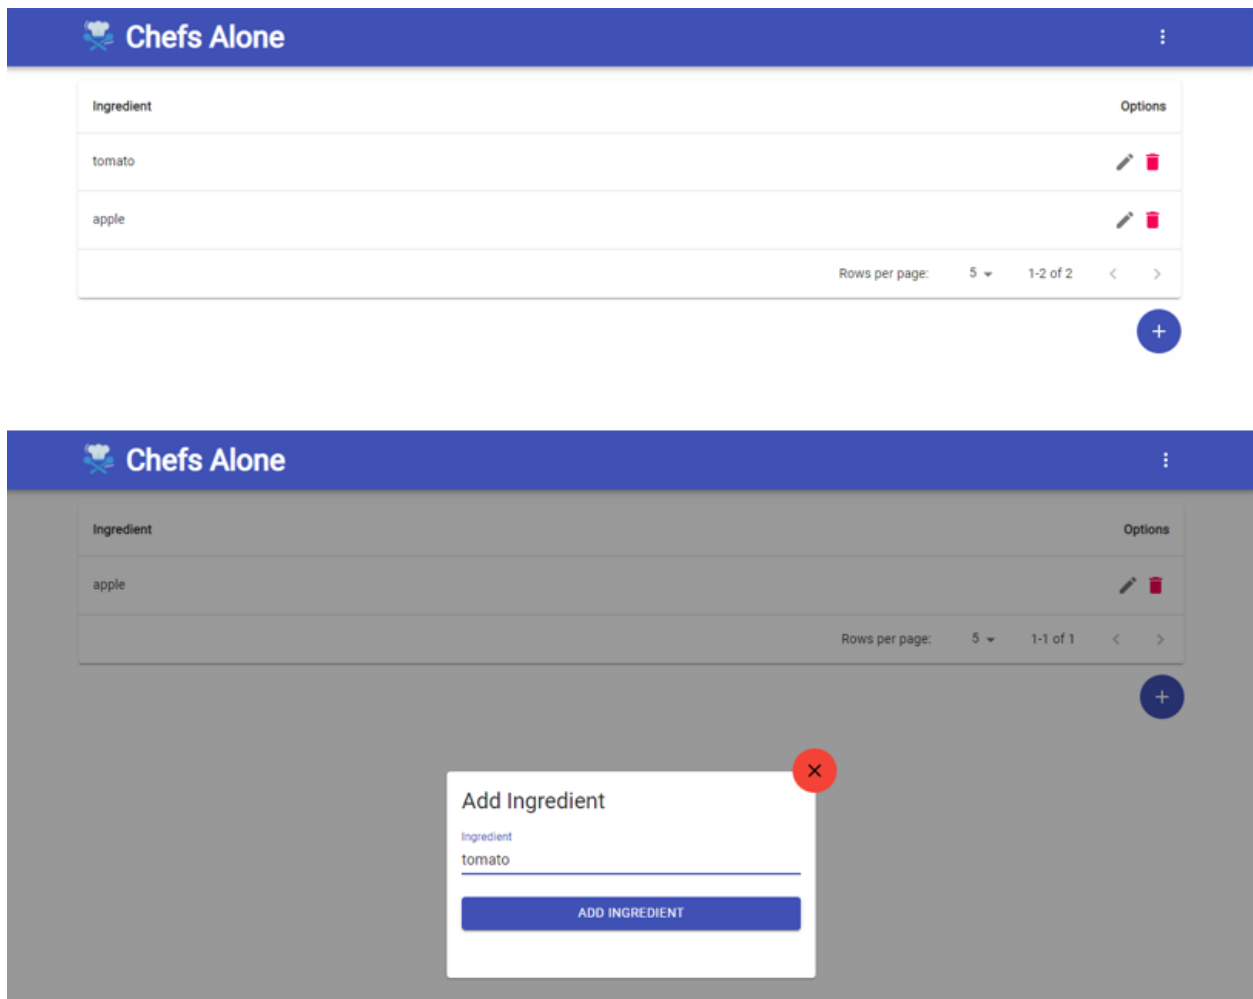 Chefs Alone
Ingredient Options
tomato
apple
Rows per page: 5 1-2 of 2
Chefs Alone
Ingredient Options
apple
Rows per page: 5 1-1 of 1
Add Ingredient
Ingredient
tomato
ADD INGREDIENT